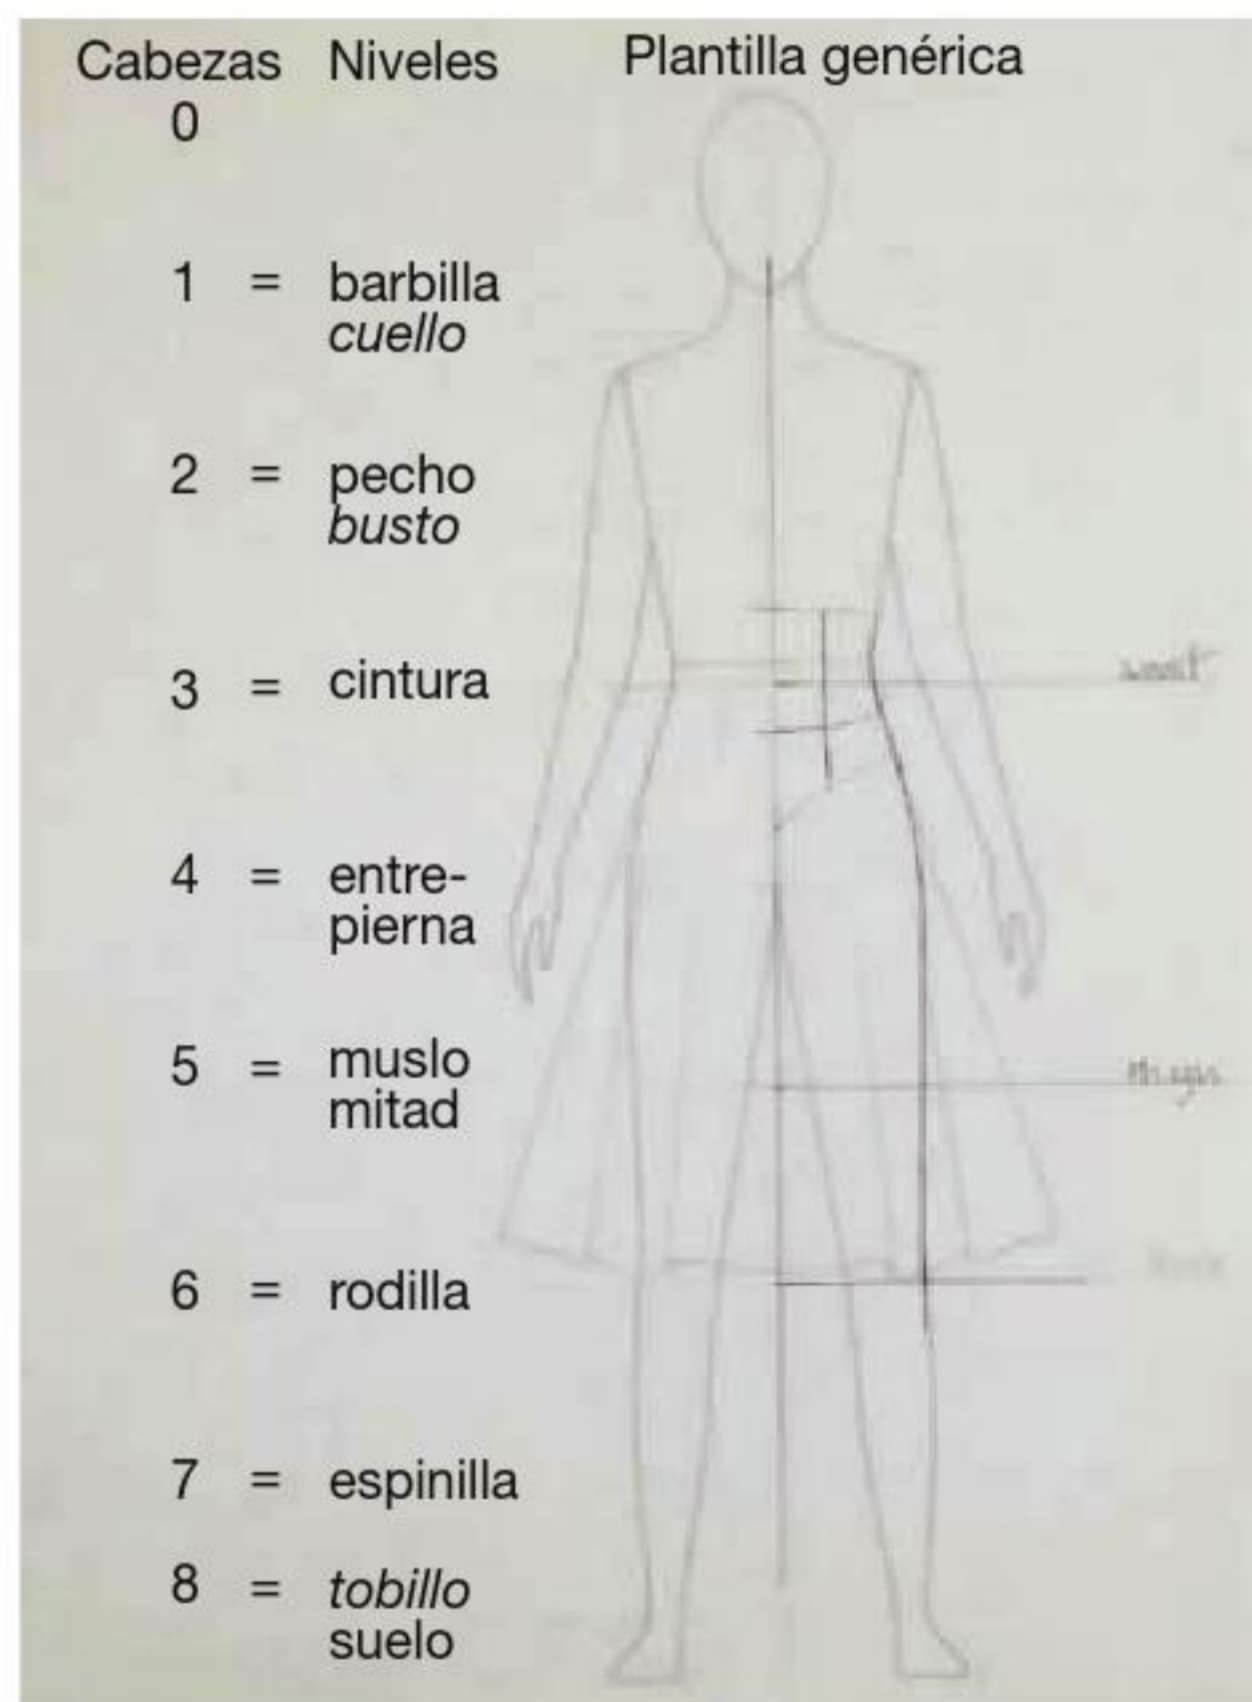 Cabezas Niveles Plantilla genérica
0
1 = barbilla
cuello
2 = pecho
busto
3 = cintura
4 = entre-
pierna
5 = muslo
mitad
6 = rodilla
7 = espinilla
8 = tobillo
suelo